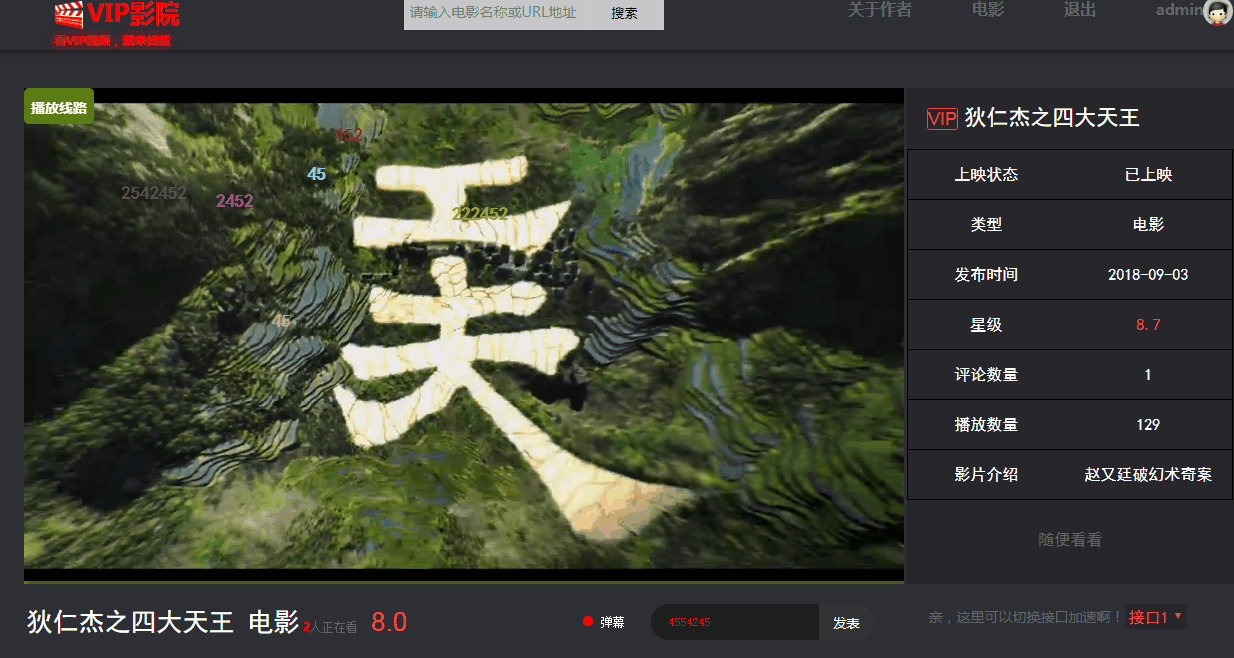 VIP影院
看VIP视频，就来搞搞
请输入电影名称或URL地址
搜索
关于作者
电影
退出
admin
播放线路
452
45
2542452
2452
222452
45
天
VIP 狄仁杰之四大天王
上映状态 已上映
类型 电影
发布时间 2018-09-03
星级 8.7
评论数量 1
播放数量 129
影片介绍 赵又廷破幻术奇案
随便看看
狄仁杰之四大天王 电影 2人正在看 8.0
弹幕
4554245
发表
亲，这里可以切换接口加速啊！ 接口1